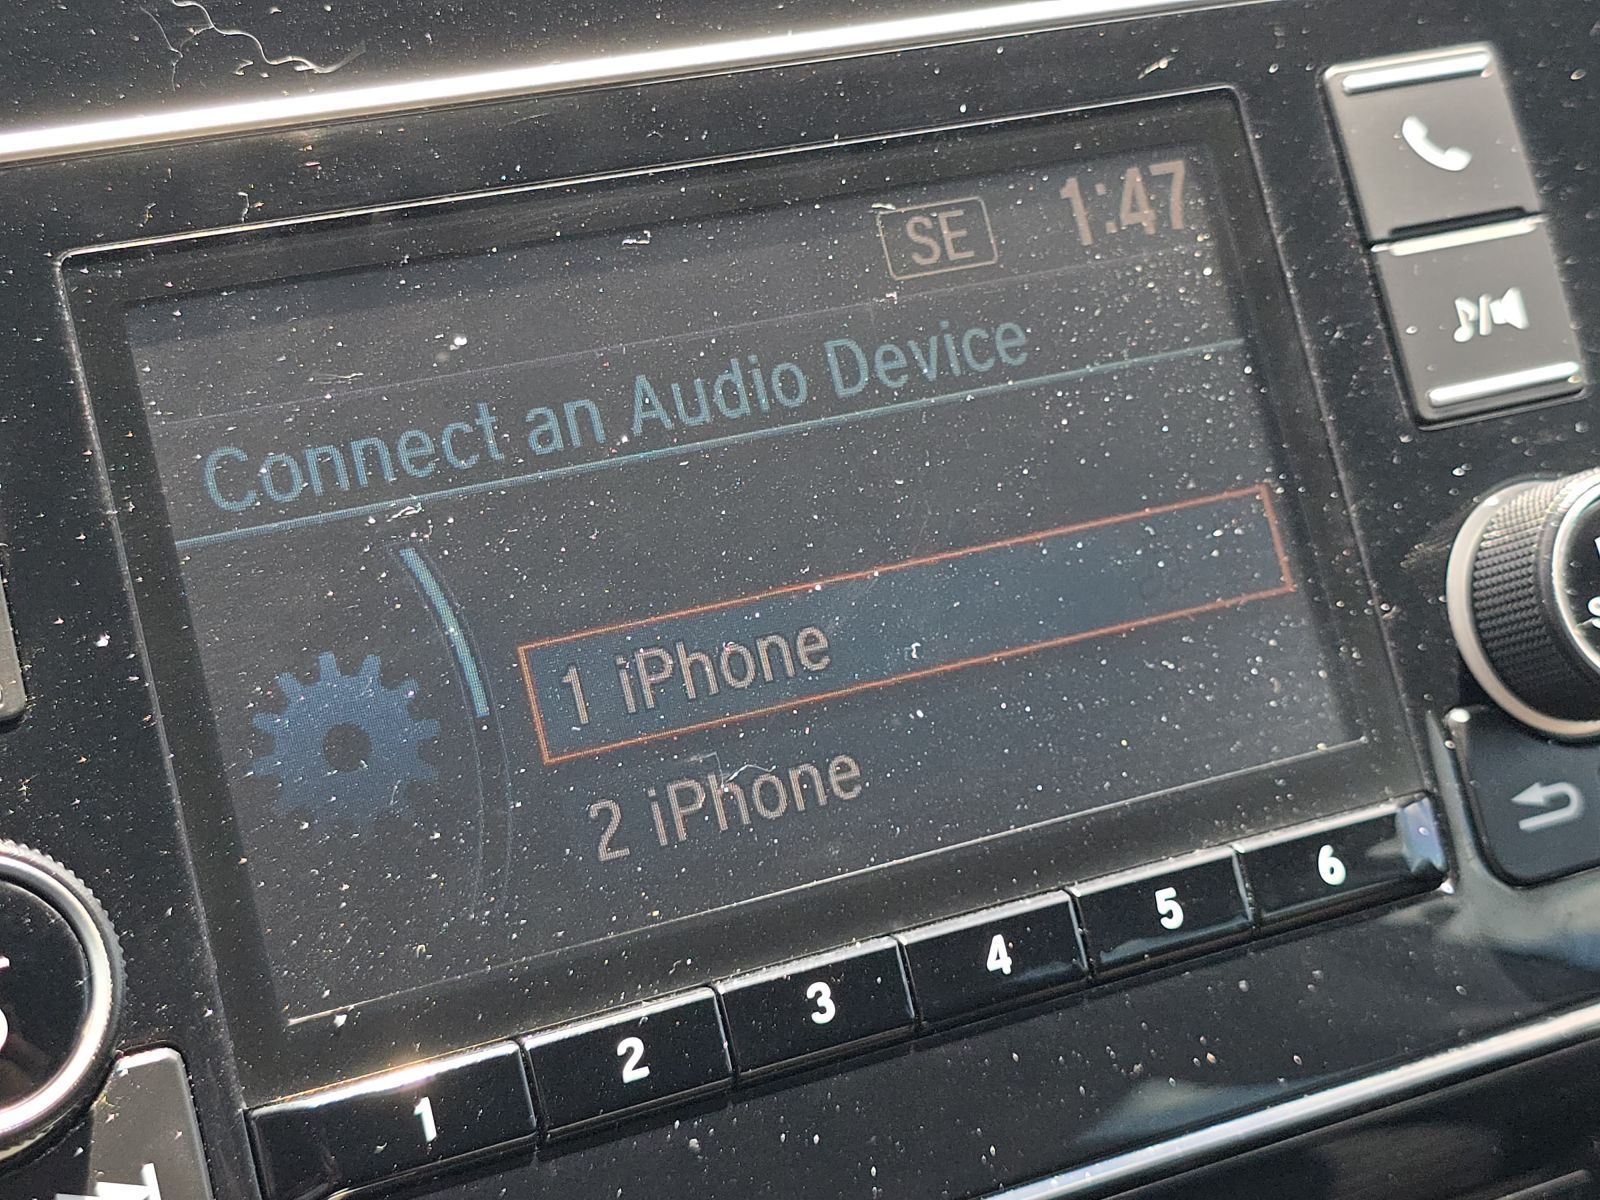 SE 1:47
Connect an Audio Device
1 iPhone
2 iPhone
1 2 3 4 5 6